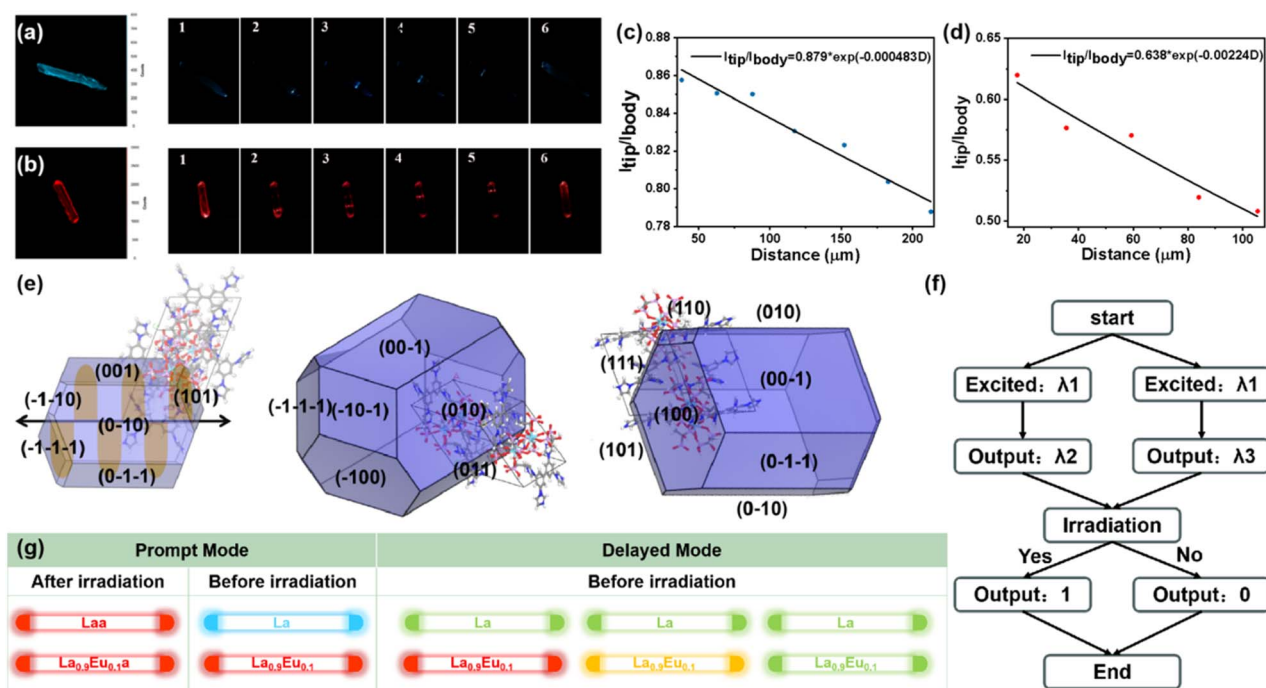 (a)
Counts
1 2 3 4 5 6
(b)
Counts
1 2 3 4 5 6
(c)
Itip/Ibody=0.879*exp(-0.000483D)
Itip/Ibody
0.88
0.86
0.84
0.82
0.80
0.78
50 100 150 200
Distance (μm)
(d)
Itip/Ibody=0.638*exp(-0.00224D)
Itip/Ibody
0.65
0.60
0.55
0.50
20 40 60 80 100
Distance (μm)
(e)
(001)
(-1-10)
(101)
(0-10)
(-1-1-1)
(0-1-1)
(00-1)
(-1-1-1)
(-10-1)
(010)
(-100)
(011)
(110)
(010)
(111)
(00-1)
(100)
(101)
(0-1-1)
(0-10)
(f)
start
Excited: λ1 Excited: λ1
Output: λ2 Output: λ3
Irradiation
Yes No
Output: 1 Output: 0
End
(g)
Prompt Mode Delayed Mode
After irradiation Before irradiation Before irradiation
Laa La La La La
La0.9Eu0.1a La0.9Eu0.1 La0.9Eu0.1 La0.9Eu0.1 La0.9Eu0.1